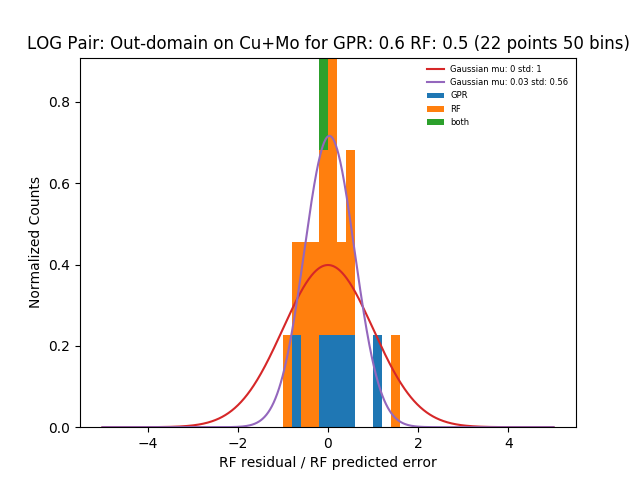 LOG Pair: Out-domain on Cu+Mo for GPR: 0.6 RF: 0.5 (22 points 50 bins)
Gaussian mu: 0 std: 1
Gaussian mu: 0.03 std: 0.56
GPR
RF
both
Normalized Counts
0.8
0.6
0.4
0.2
0.0
−4 −2 0 2 4
RF residual / RF predicted error